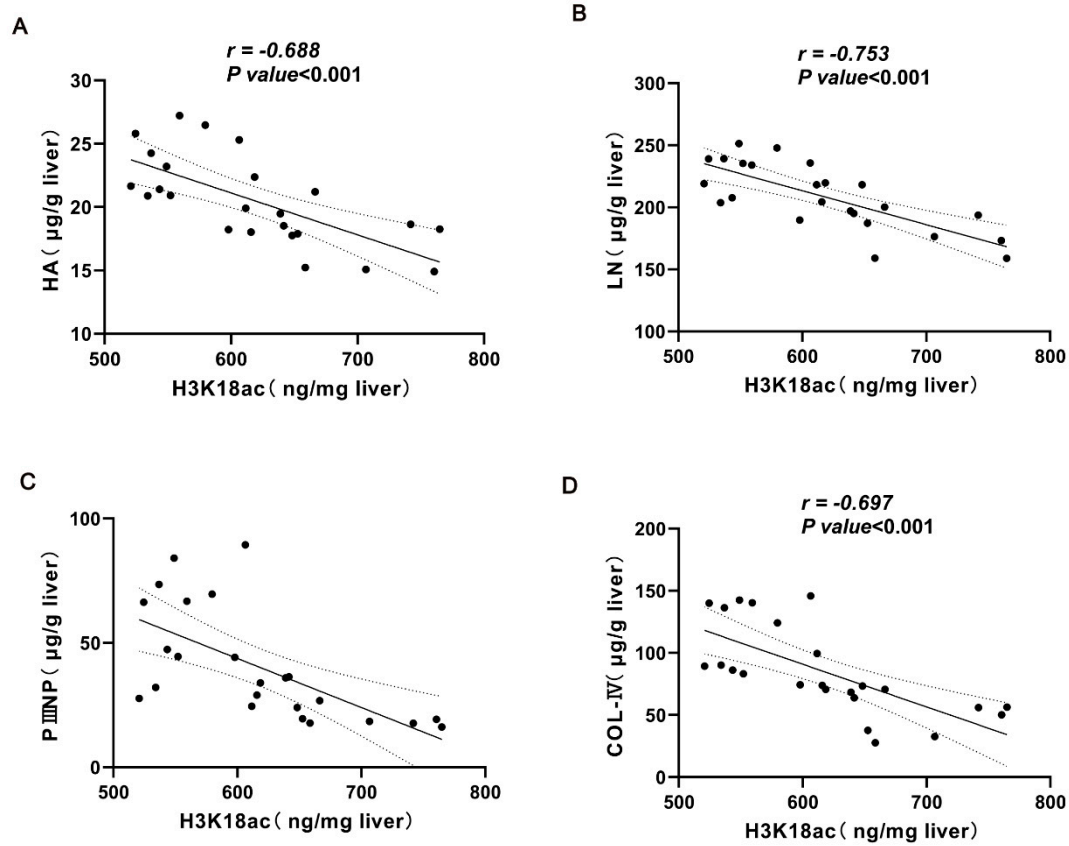 A
r = -0.688
P value<0.001
HA( μg/g liver)
30
25
20
15
10
500
600
700
800
H3K18ac( ng/mg liver)
B
r = -0.753
P value<0.001
LN( μg/g liver)
300
250
200
150
100
500
600
700
800
H3K18ac( ng/mg liver)
C
PⅢNP( μg/g liver)
100
50
0
500
600
700
800
H3K18ac( ng/mg liver)
D
r = -0.697
P value<0.001
COL-Ⅳ( μg/g liver)
200
150
100
50
0
500
600
700
800
H3K18ac( ng/mg liver)